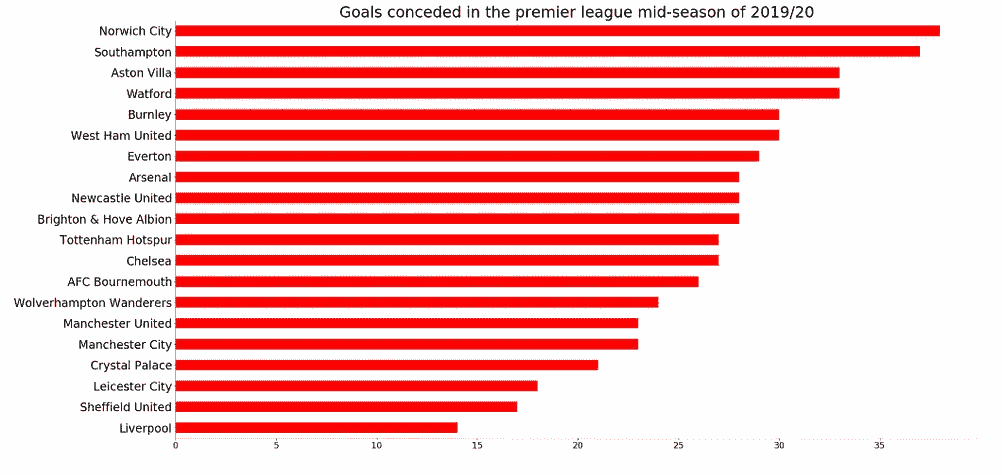 Goals conceded in the premier league mid-season of 2019/20
Norwich City
Southampton
Aston Villa
Watford
Burnley
West Ham United
Everton
Arsenal
Newcastle United
Brighton & Hove Albion
Tottenham Hotspur
Chelsea
AFC Bournemouth
Wolverhampton Wanderers
Manchester United
Manchester City
Crystal Palace
Leicester City
Sheffield United
Liverpool
0 5 10 15 20 25 30 35